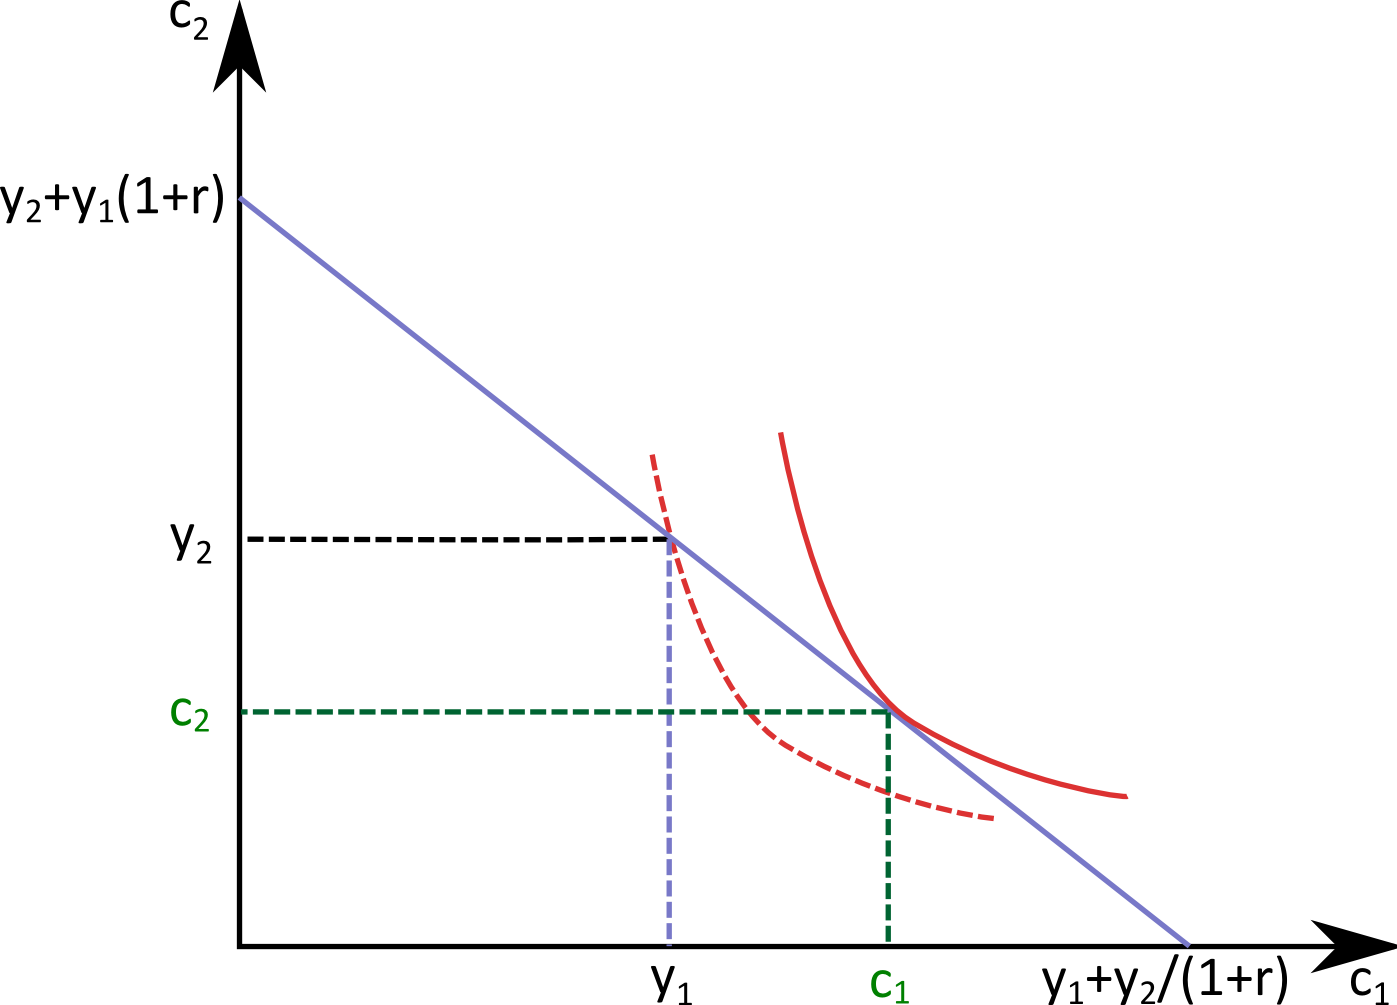 c₂
y₂+y₁(1+r)
y₂
c₂
y₁
c₁
y₁+y₂/(1+r)
c₁